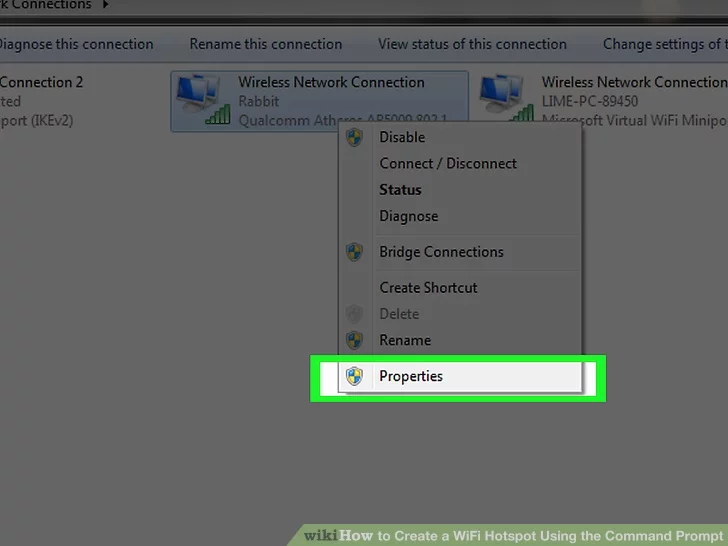 k Connections
Diagnose this connection Rename this connection View status of this connection Change settings of t
Connection 2 Wireless Network Connection Wireless Network Connection
ted Rabbit LIME-PC-89450
port (IKEv2) Qualcomm Atheros AR5009 802.1 Microsoft Virtual WiFi Minipo
Disable
Connect / Disconnect
Status
Diagnose
Bridge Connections
Create Shortcut
Delete
Rename
Properties
wikiHow to Create a WiFi Hotspot Using the Command Prompt